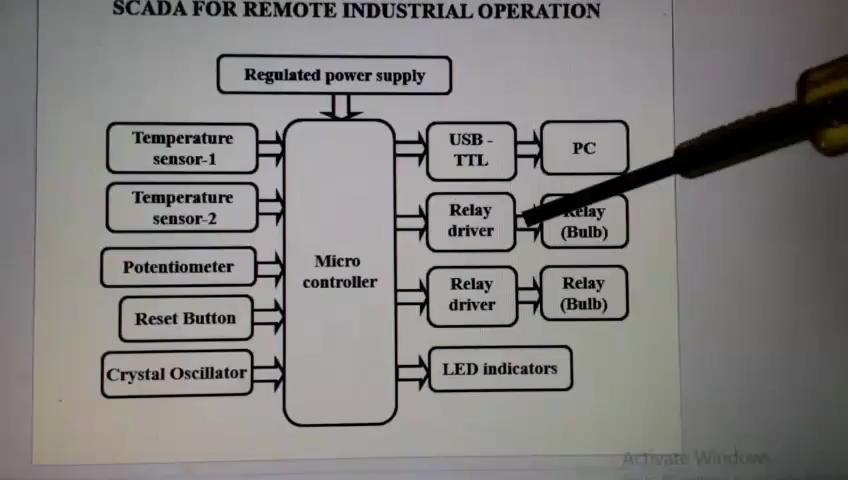 SCADA FOR REMOTE INDUSTRIAL OPERATION
Regulated power supply
Temperature
sensor-1
Temperature
sensor-2
Potentiometer
Reset Button
Crystal Oscillator
Micro
controller
USB -
TTL
PC
Relay
driver
Relay
(Bulb)
Relay
driver
Relay
(Bulb)
LED indicators
Activate Windows